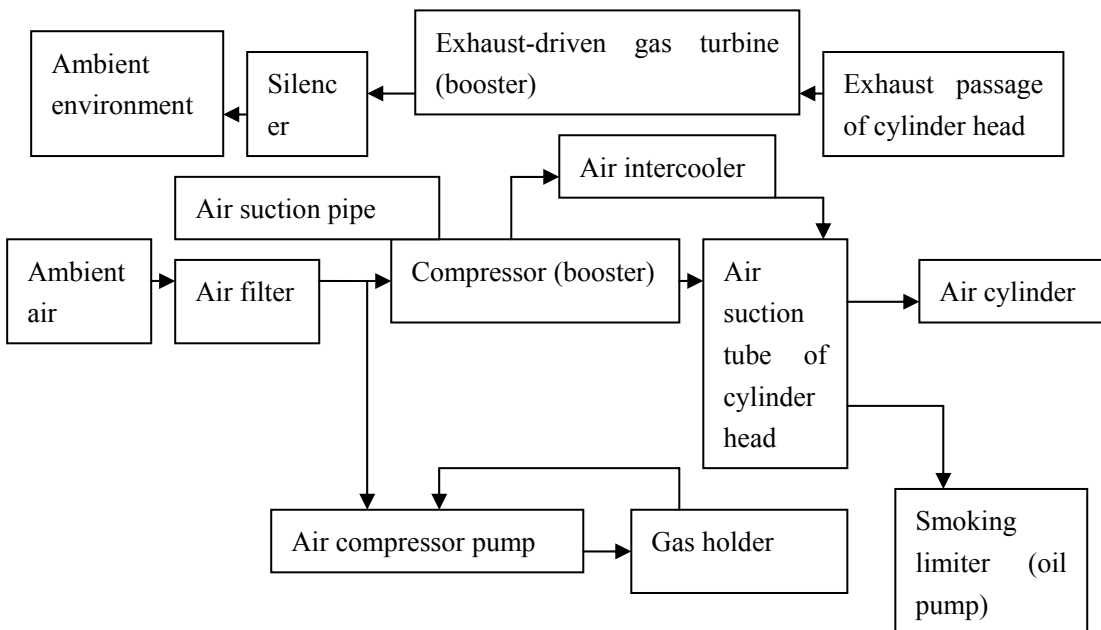 Ambient
environment
Silenc
er
Exhaust-driven gas turbine
(booster)
Exhaust passage
of cylinder head
Air intercooler
Air suction pipe
Ambient
air
Air filter
Compressor (booster)
Air
suction
tube of
cylinder
head
Air cylinder
Air compressor pump
Gas holder
Smoking
limiter (oil
pump)